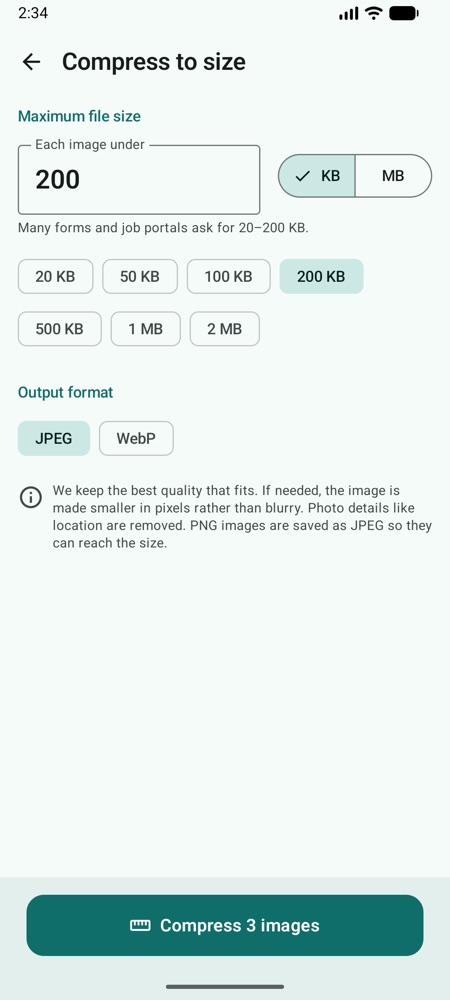 2:34
Compress to size
Maximum file size
Each image under
200
KB
MB
Many forms and job portals ask for 20–200 KB.
20 KB
50 KB
100 KB
200 KB
500 KB
1 MB
2 MB
Output format
JPEG
WebP
We keep the best quality that fits. If needed, the image is
made smaller in pixels rather than blurry. Photo details like
location are removed. PNG images are saved as JPEG so they
can reach the size.
Compress 3 images